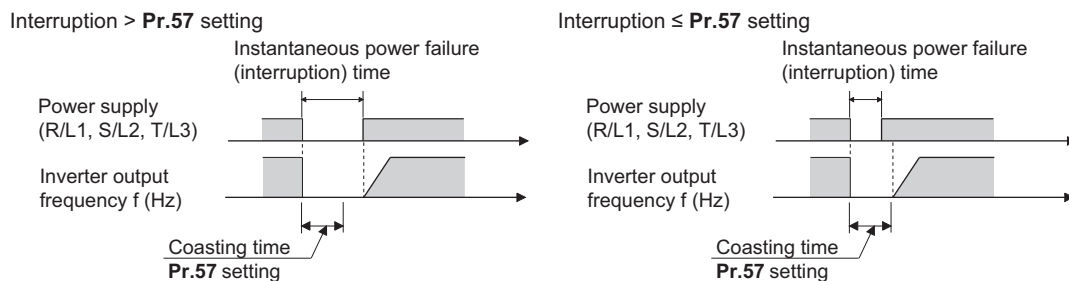 Interruption > Pr.57 setting
Instantaneous power failure
(interruption) time
Power supply
(R/L1, S/L2, T/L3)
Inverter output
frequency f (Hz)
Coasting time
Pr.57 setting
Interruption ≤ Pr.57 setting
Instantaneous power failure
(interruption) time
Power supply
(R/L1, S/L2, T/L3)
Inverter output
frequency f (Hz)
Coasting time
Pr.57 setting